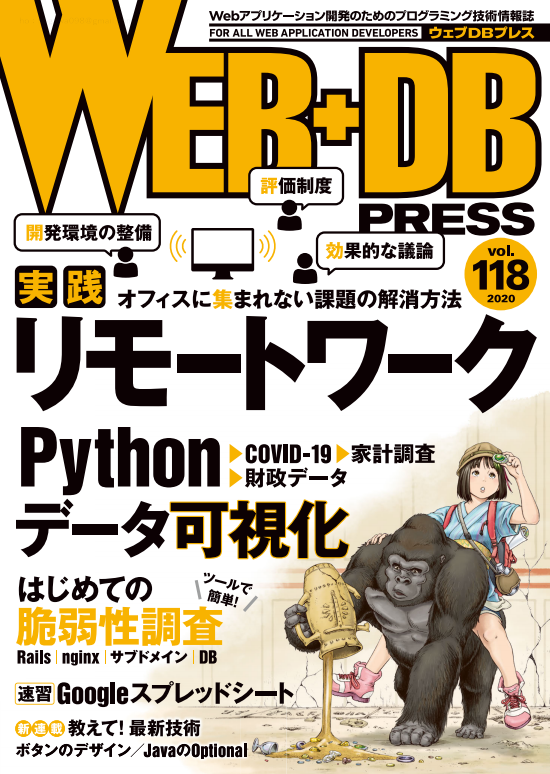 Webアプリケーション開発のためのプログラミング技術情報誌
FOR ALL WEB APPLICATION DEVELOPERS ウェブDBプレス
WEB+DB
PRESS
vol.
118
2020
評価制度
開発環境の整備
効果的な議論
実践 オフィスに集まれない課題の解消方法
リモートワーク
Python
▶COVID-19▶家計調査
▶財政データ
データ可視化
はじめての
ツールで
簡単!
脆弱性調査
Rails|nginx|サブドメイン|DB
速習 Googleスプレッドシート
新連載 教えて! 最新技術
ボタンのデザイン/JavaのOptional